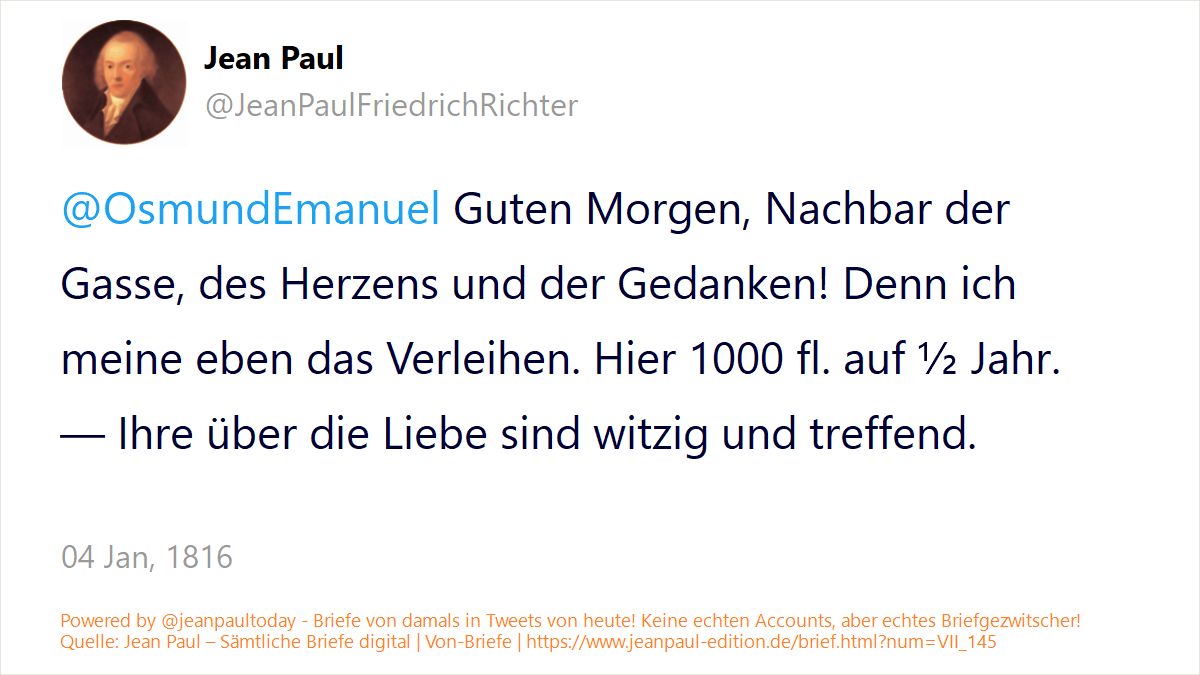 Jean Paul
@JeanPaulFriedrichRichter
@OsmundEmanuel Guten Morgen, Nachbar der
Gasse, des Herzens und der Gedanken! Denn ich
meine eben das Verleihen. Hier 1000 fl. auf ½ Jahr.
— Ihre über die Liebe sind witzig und treffend.
04 Jan, 1816
Powered by @jeanpaultoday - Briefe von damals in Tweets von heute! Keine echten Accounts, aber echtes Briefgezwitscher!
Quelle: Jean Paul – Sämtliche Briefe digital | Von-Briefe | https://www.jeanpaul-edition.de/brief.html?num=VII_145